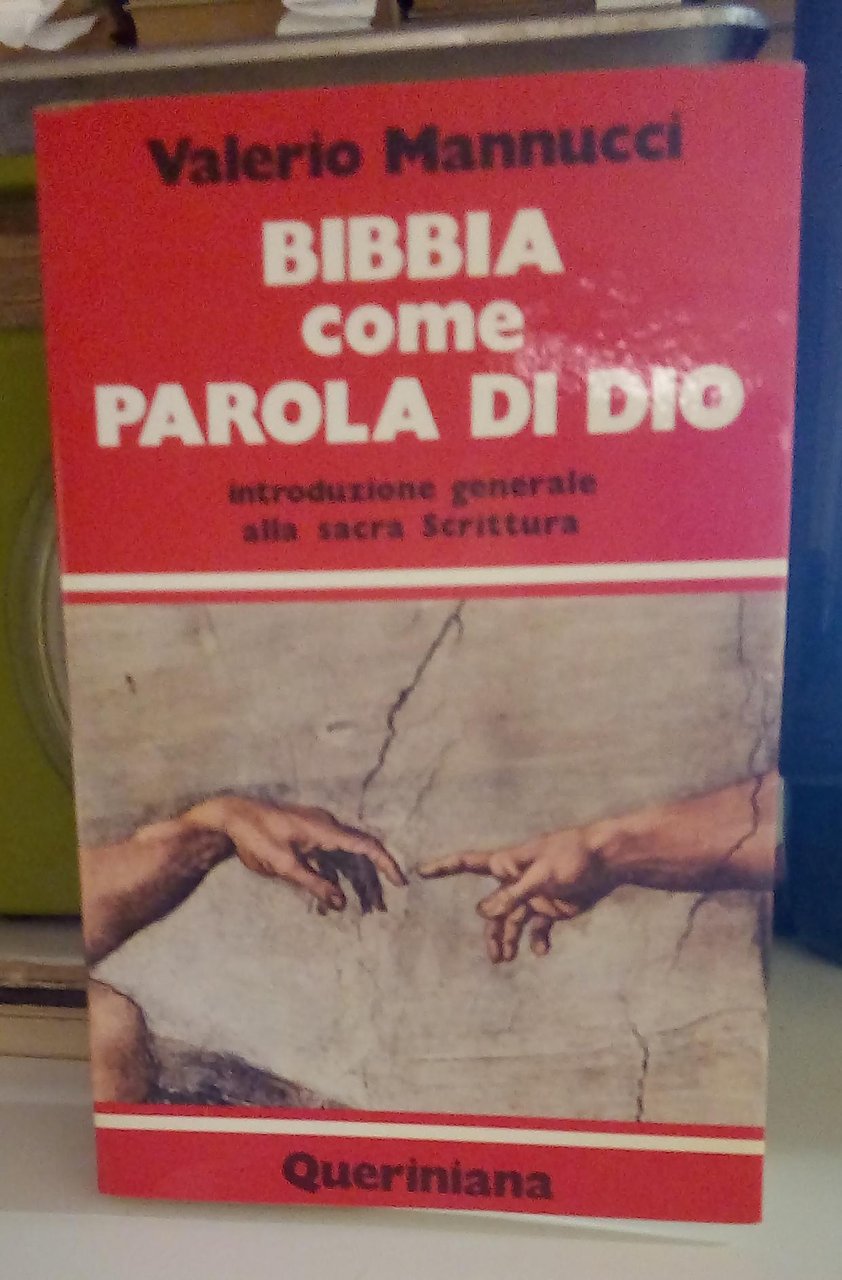 Valerio Mannucci
BIBBIA
come
PAROLA DI DIO
introduzione generale
alla sacra Scrittura
Queriniana